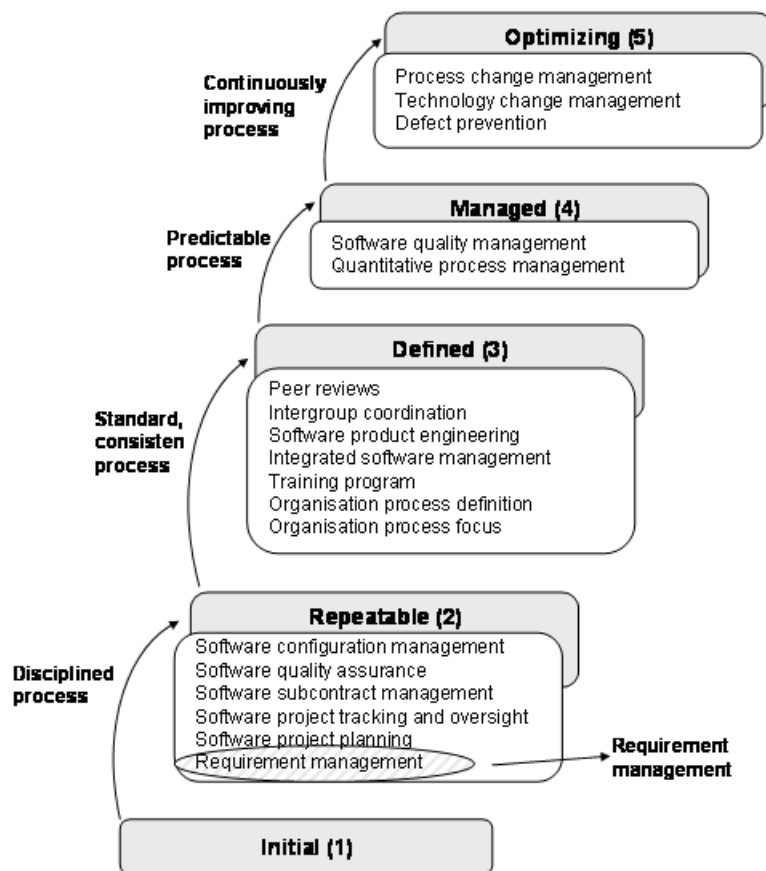 Optimizing (5)
Process change management
Technology change management
Defect prevention
Continuously
improving
process
Managed (4)
Software quality management
Quantitative process management
Predictable
process
Defined (3)
Peer reviews
Intergroup coordination
Software product engineering
Integrated software management
Training program
Organisation process definition
Organisation process focus
Standard,
consisten
process
Repeatable (2)
Software configuration management
Software quality assurance
Software subcontract management
Software project tracking and oversight
Software project planning
Requirement management
Disciplined
process
Requirement
management
Initial (1)